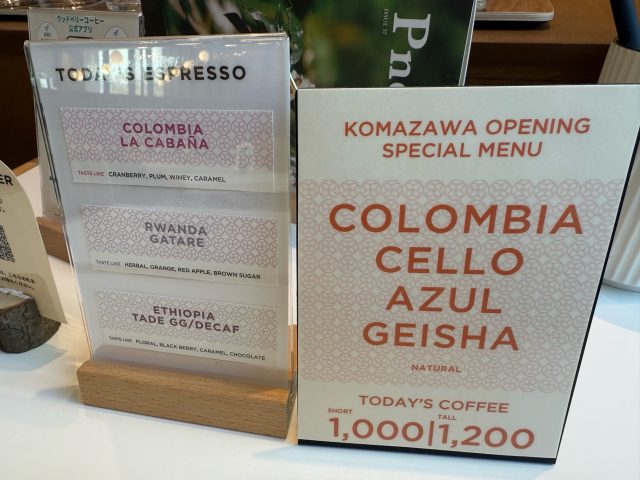 ウッドベリーコーヒー
公式アプリ
TODAY'S ESPRESSO
COLOMBIA
LA CABAÑA
TASTE LIKE CRANBERRY, PLUM, WINEY, CARAMEL
RWANDA
GATARE
TASTE LIKE HERBAL, ORANGE, RED APPLE, BROWN SUGAR
ETHIOPIA
TADE GG/DECAF
TASTE LIKE FLORAL, BLACK BERRY, CARAMEL, CHOCOLATE
ISSUE 37
KOMAZAWA OPENING
SPECIAL MENU
COLOMBIA
CELLO
AZUL
GEISHA
NATURAL
TODAY'S COFFEE
SHORT TALL
1,000|1,200